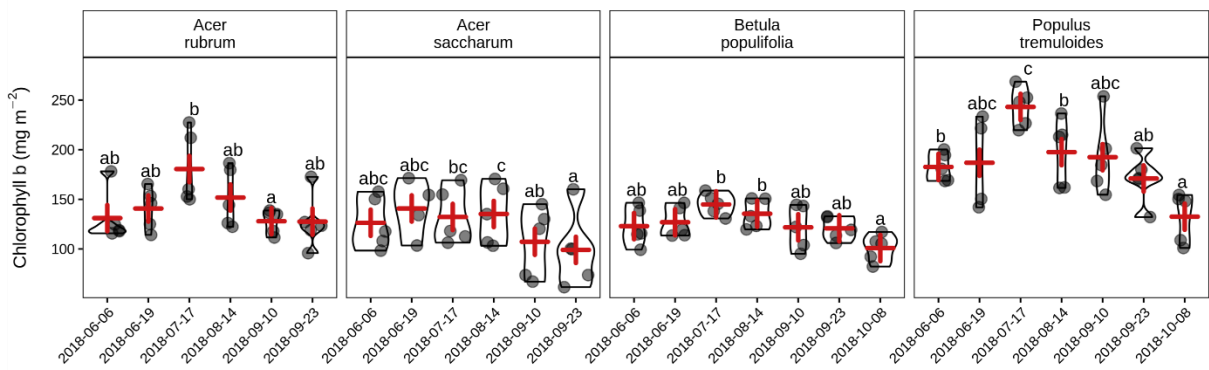 Acer
rubrum
Acer
saccharum
Betula
populifolia
Populus
tremuloides
Chlorophyll b (mg m⁻²)
250
200
150
100
50
ab
ab
b
ab
a
ab
abc
abc
bc
c
ab
a
ab
ab
b
b
ab
ab
a
b
abc
c
b
abc
ab
a
2018-06-06
2018-06-19
2018-07-17
2018-08-14
2018-09-10
2018-09-23
2018-06-06
2018-06-19
2018-07-17
2018-08-14
2018-09-10
2018-09-23
2018-06-06
2018-06-19
2018-07-17
2018-08-14
2018-09-10
2018-09-23
2018-10-08
2018-06-06
2018-06-19
2018-07-17
2018-08-14
2018-09-10
2018-09-23
2018-10-08